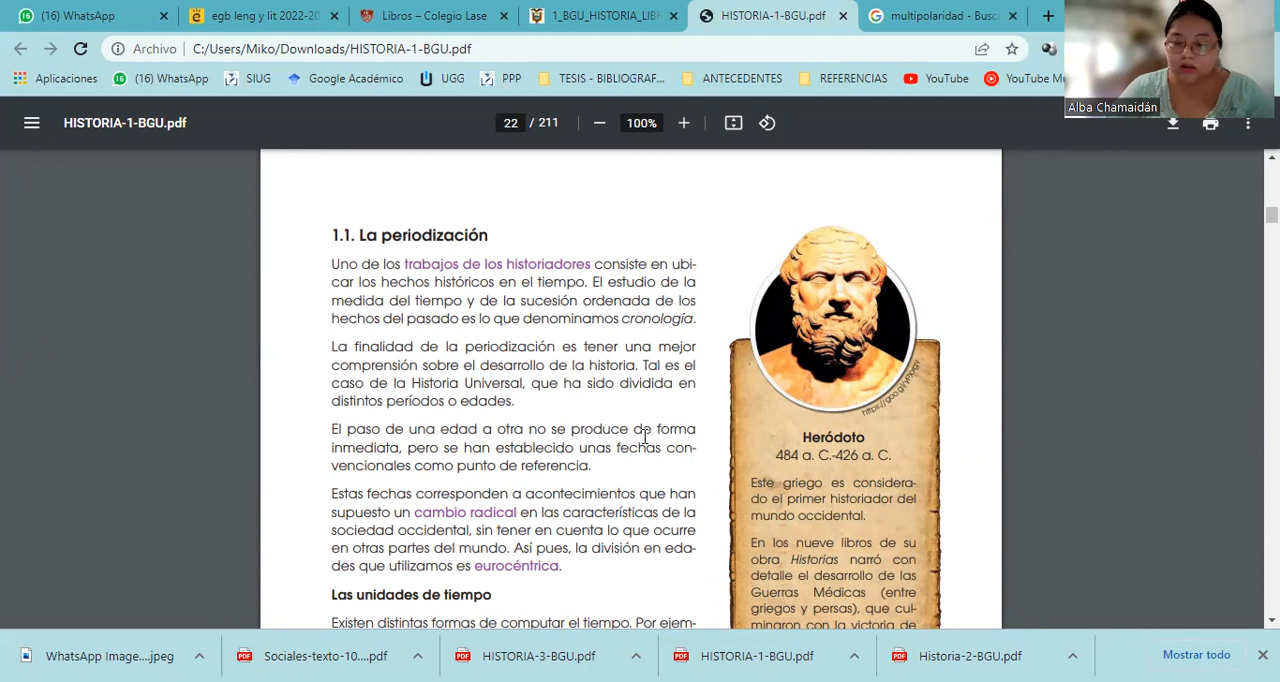 (16) WhatsApp
egb leng y lit 2022-20
Libros – Colegio Lase
1_BGU_HISTORIA_LIBR
HISTORIA-1-BGU.pdf
multipolaridad - Busc
Archivo
C:/Users/Miko/Downloads/HISTORIA-1-BGU.pdf
Aplicaciones
(16) WhatsApp
SIUG
Google Académico
UGG
PPP
TESIS - BIBLIOGRAF...
ANTECEDENTES
REFERENCIAS
YouTube
YouTube Mu
Alba Chamaidán
HISTORIA-1-BGU.pdf
22 / 211
100%
1.1. La periodización
Uno de los trabajos de los historiadores consiste en ubi-
car los hechos históricos en el tiempo. El estudio de la
medida del tiempo y de la sucesión ordenada de los
hechos del pasado es lo que denominamos cronología.
La finalidad de la periodización es tener una mejor
comprensión sobre el desarrollo de la historia. Tal es el
caso de la Historia Universal, que ha sido dividida en
distintos períodos o edades.
El paso de una edad a otra no se produce de forma
inmediata, pero se han establecido unas fechas con-
vencionales como punto de referencia.
Estas fechas corresponden a acontecimientos que han
supuesto un cambio radical en las características de la
sociedad occidental, sin tener en cuenta lo que ocurre
en otras partes del mundo. Así pues, la división en eda-
des que utilizamos es eurocéntrica.
Las unidades de tiempo
Existen distintas formas de computar el tiempo. Por ejem-
Heródoto
484 a. C.-426 a. C.
Este griego es considera-
do el primer historiador del
mundo occidental.
En los nueve libros de su
obra Historias narró con
detalle el desarrollo de las
Guerras Médicas (entre
griegos y persas), que cul-
minaron con la victoria de
WhatsApp Image....jpeg
Sociales-texto-10....pdf
HISTORIA-3-BGU.pdf
HISTORIA-1-BGU.pdf
Historia-2-BGU.pdf
Mostrar todo